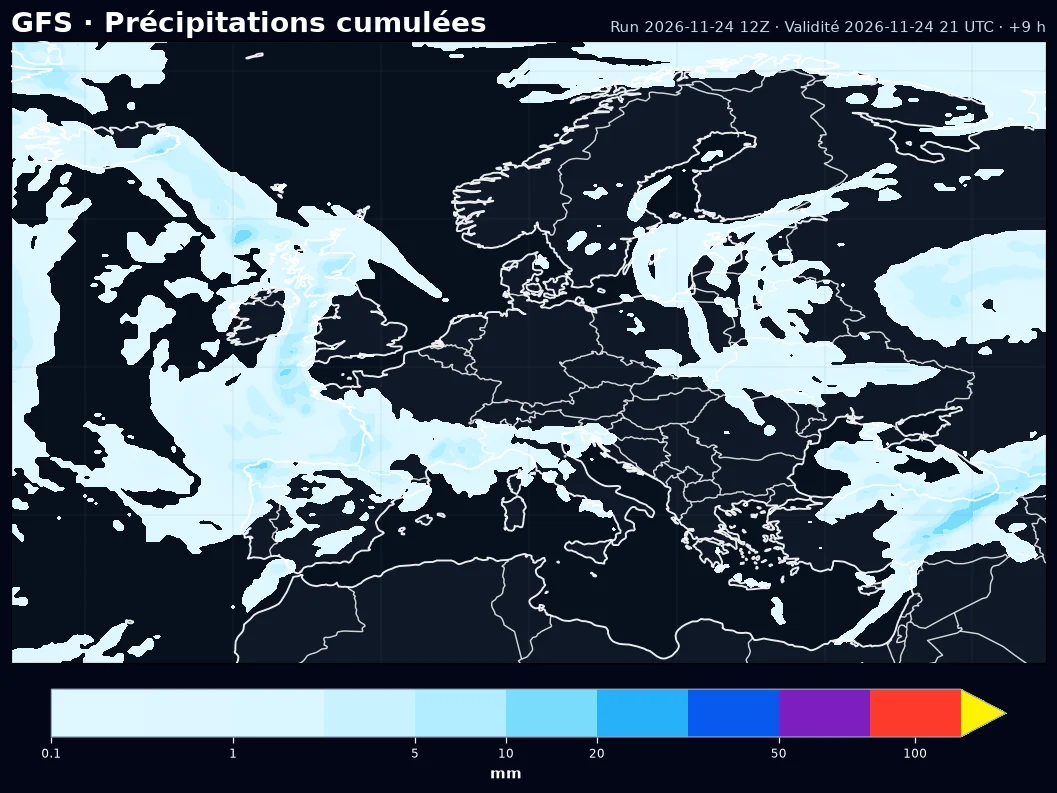 GFS · Précipitations cumulées
Run 2026-11-24 12Z · Validité 2026-11-24 21 UTC · +9 h
0.1 1 5 10 20 50 100
mm